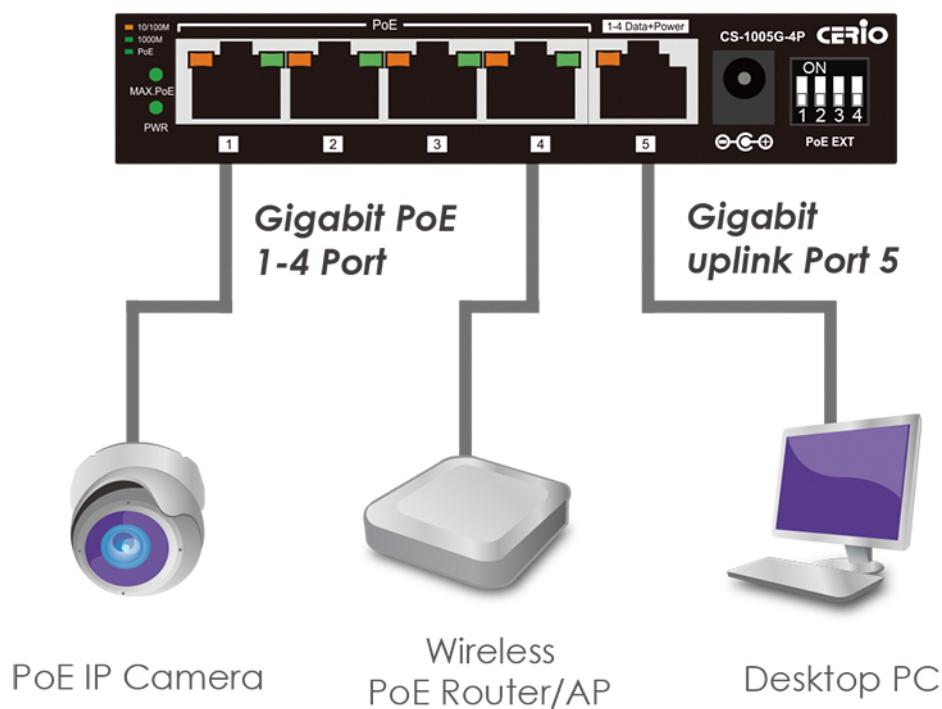 10/100M
1000M
PoE
MAX.PoE
PWR
PoE
1-4 Data+Power
CS-1005G-4P CERIO
ON
1 2 3 4
PoE EXT
1 2 3 4 5
Gigabit PoE
1-4 Port
Gigabit
uplink Port 5
PoE IP Camera
Wireless
PoE Router/AP
Desktop PC